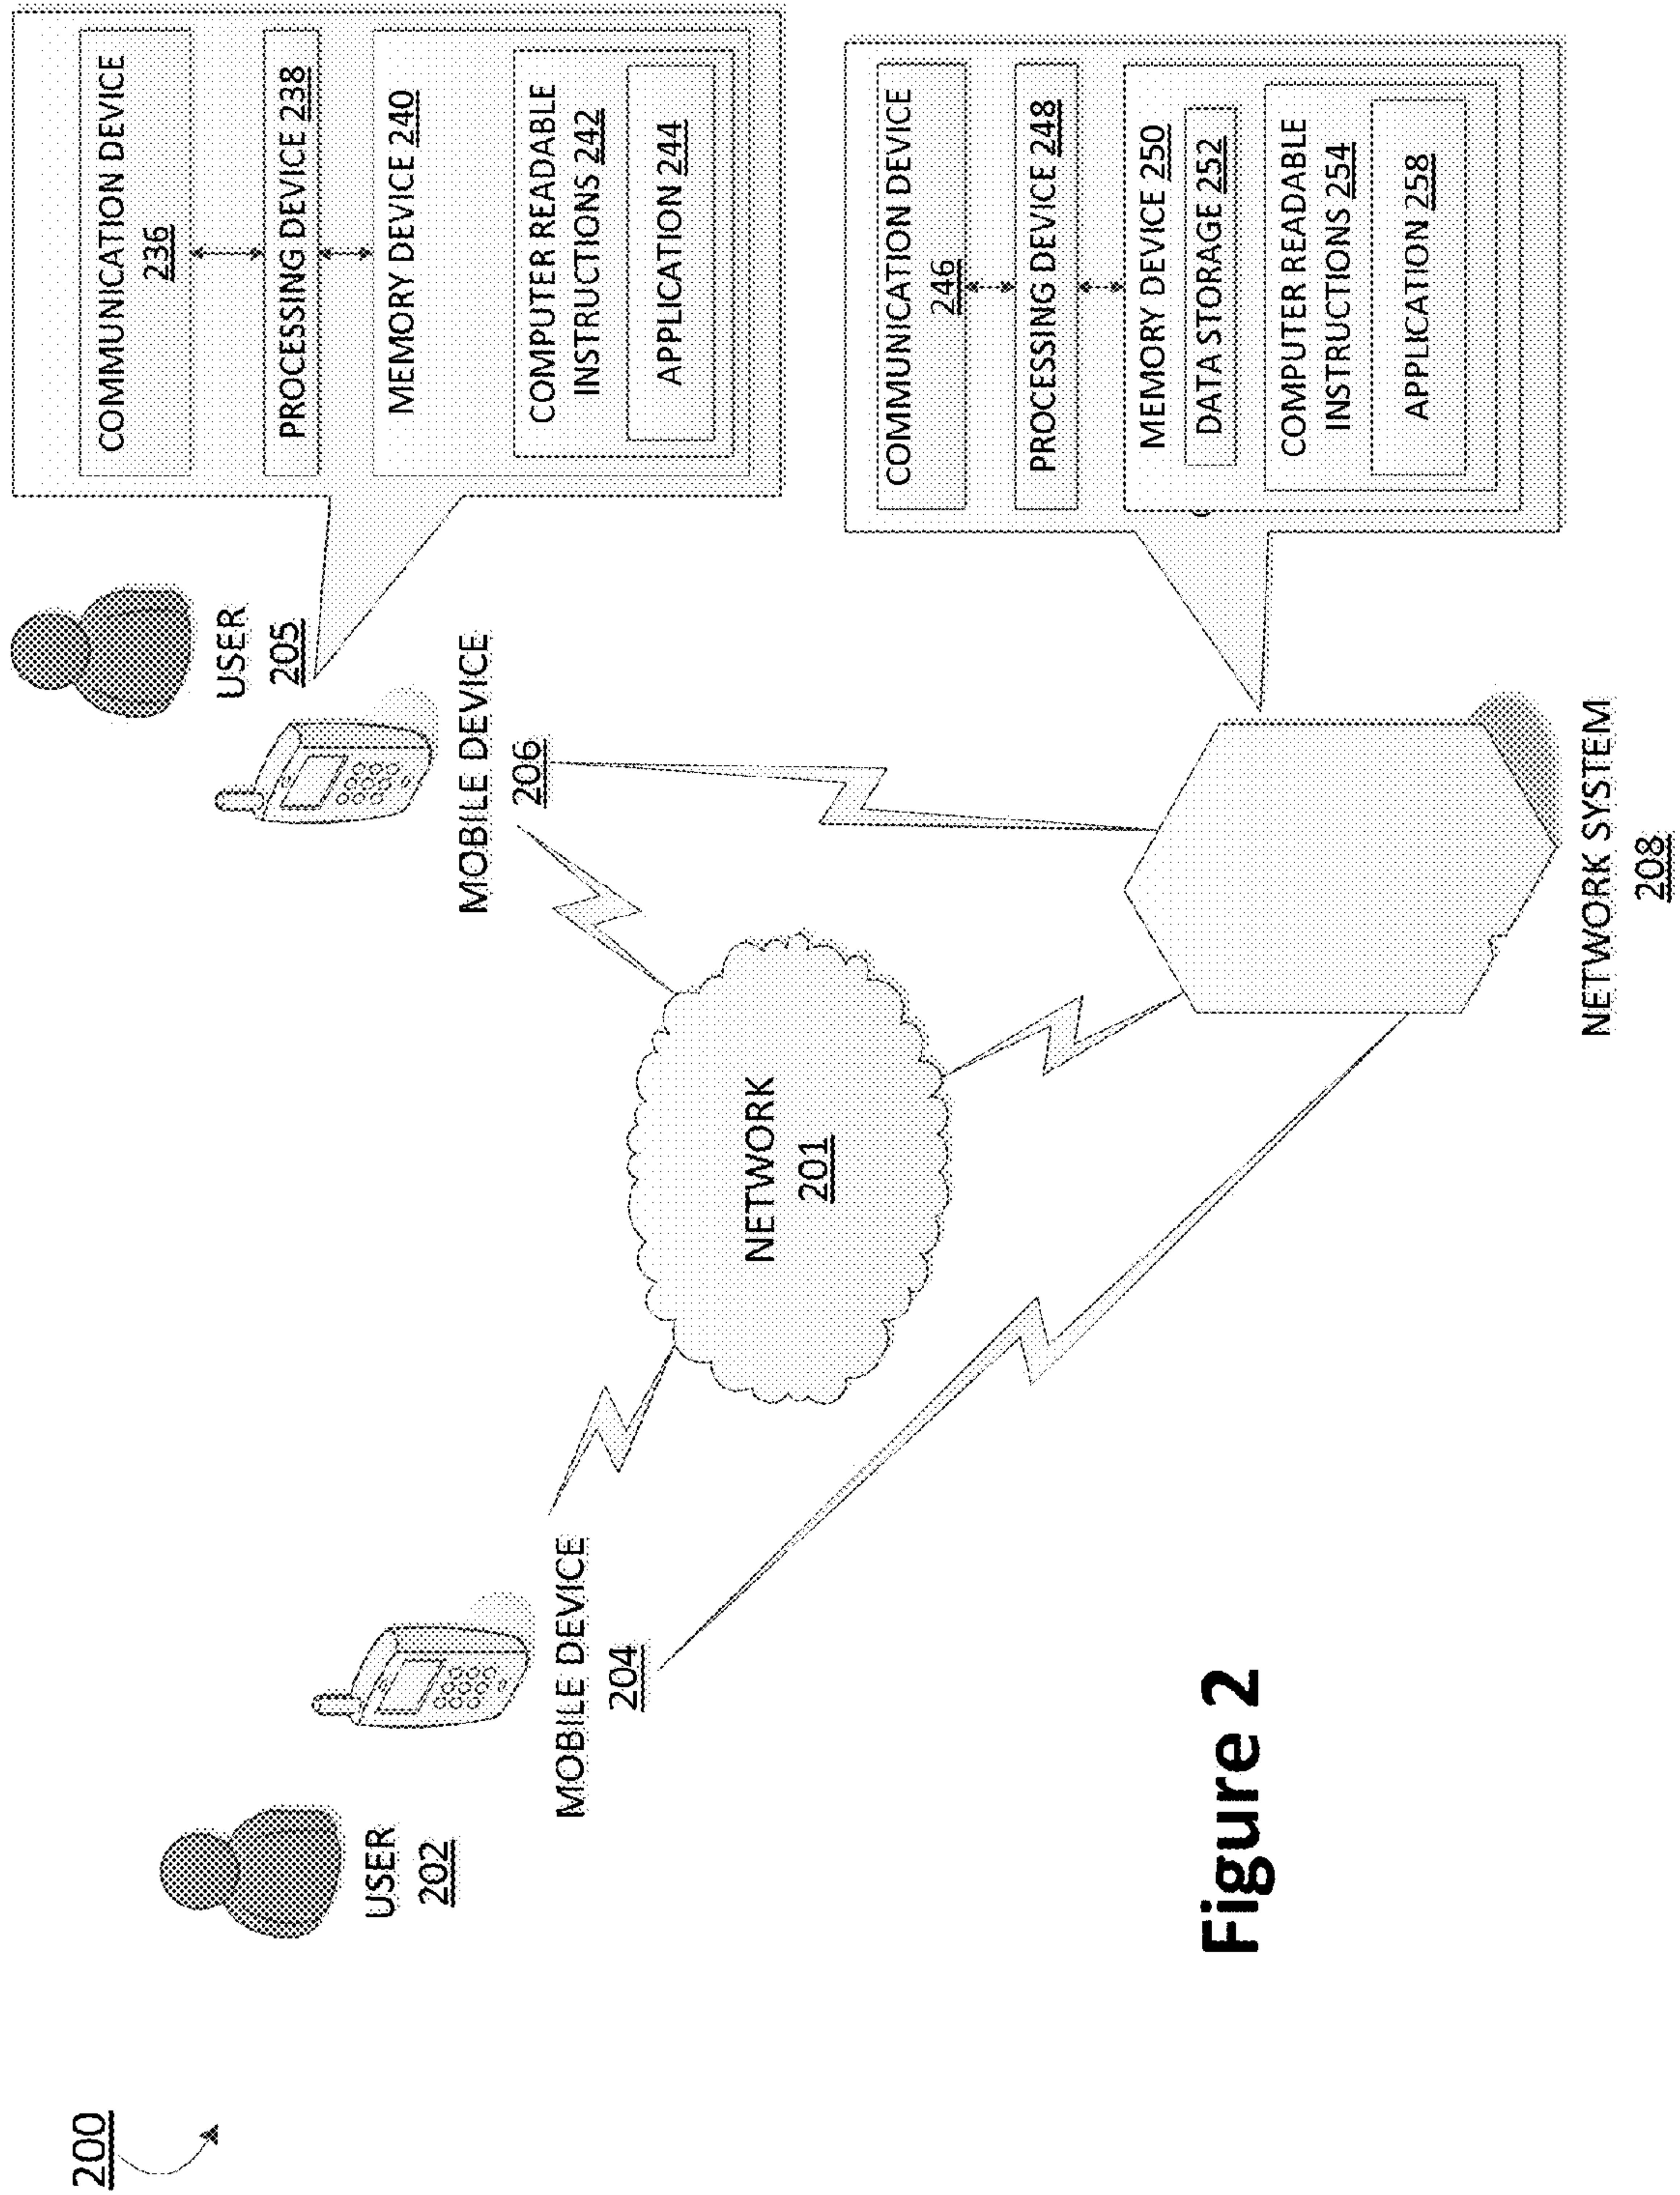 200
USER
202
MOBILE DEVICE
204
NETWORK
201
USER
205
MOBILE DEVICE
206
NETWORK SYSTEM
208
COMMUNICATION DEVICE
236
PROCESSING DEVICE 238
MEMORY DEVICE 240
COMPUTER READABLE
INSTRUCTIONS 242
APPLICATION 244
COMMUNICATION DEVICE
246
PROCESSING DEVICE 248
MEMORY DEVICE 250
DATA STORAGE 252
COMPUTER READABLE
INSTRUCTIONS 254
APPLICATION 258
Figure 2